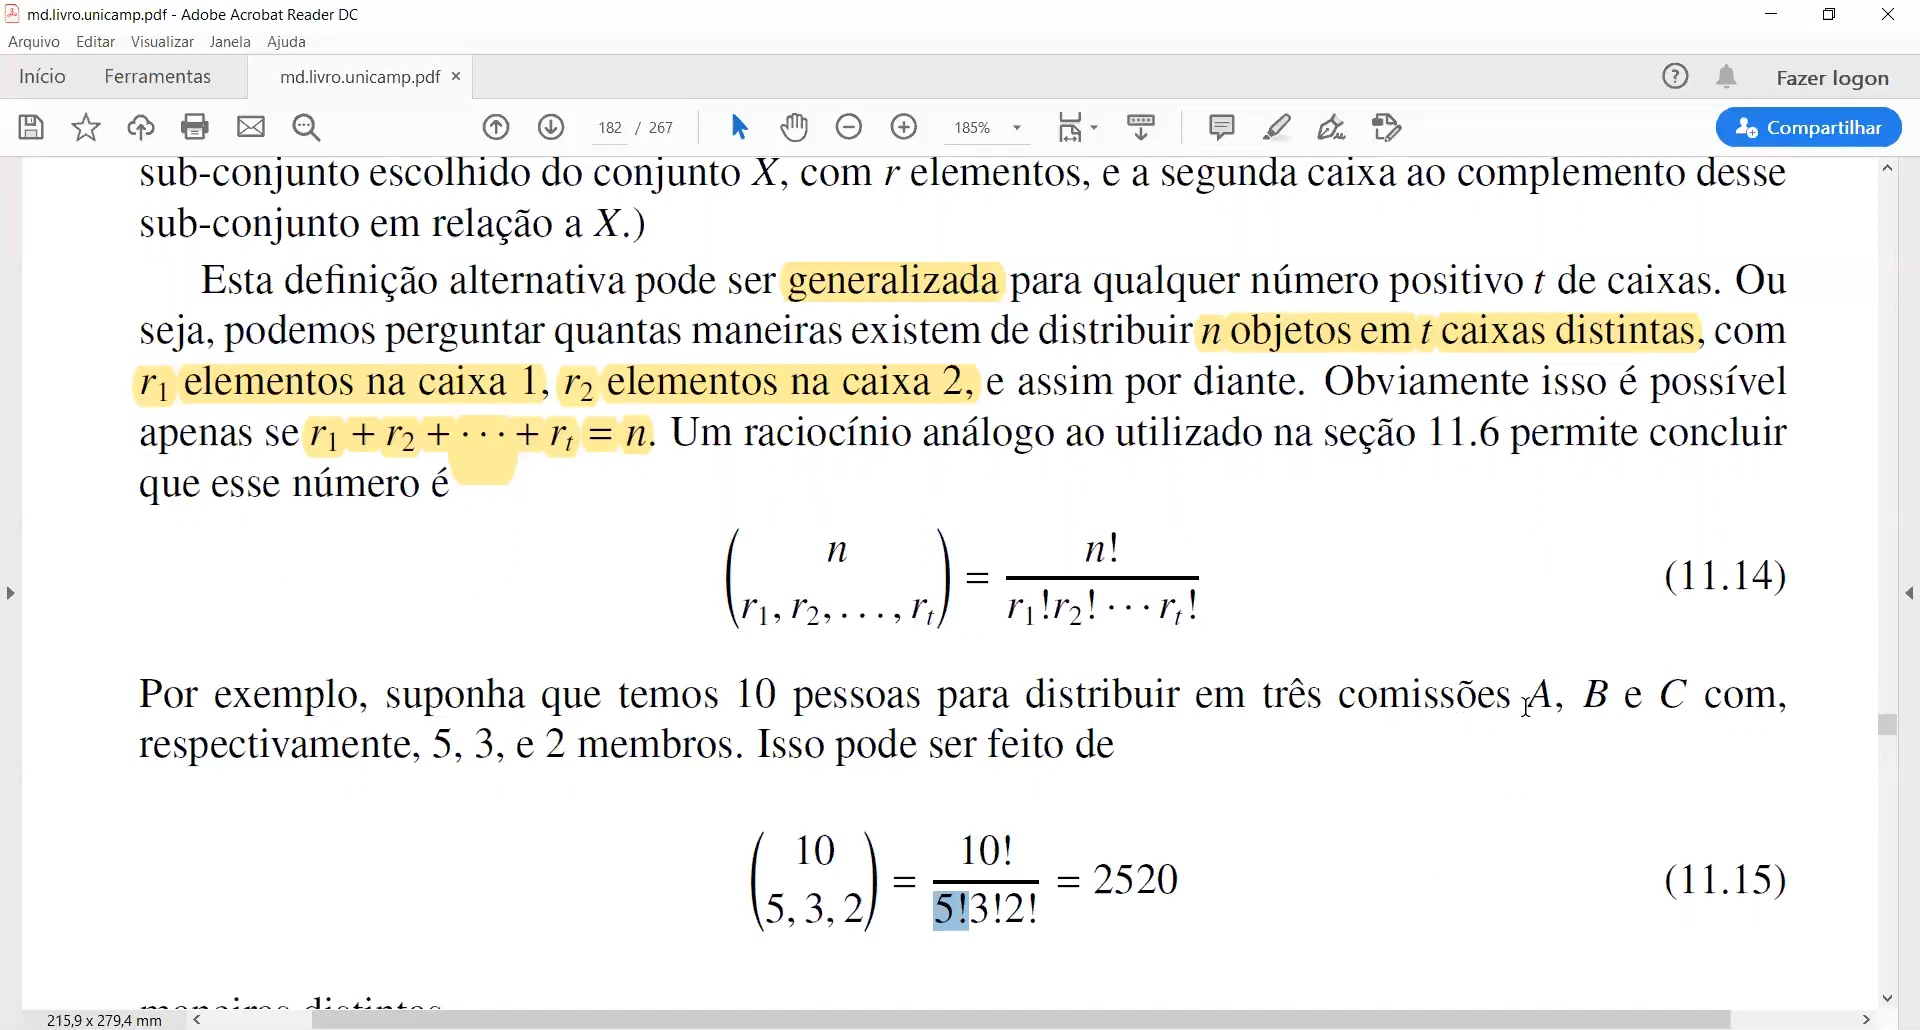 md.livro.unicamp.pdf - Adobe Acrobat Reader DC
Arquivo Editar Visualizar Janela Ajuda
Início Ferramentas md.livro.unicamp.pdf × Fazer logon
182 / 267 185% Compartilhar
sub-conjunto escolhido do conjunto X, com r elementos, e a segunda caixa ao complemento desse
sub-conjunto em relação a X.)
Esta definição alternativa pode ser generalizada para qualquer número positivo t de caixas. Ou
seja, podemos perguntar quantas maneiras existem de distribuir n objetos em t caixas distintas, com
r₁ elementos na caixa 1, r₂ elementos na caixa 2, e assim por diante. Obviamente isso é possível
apenas se r₁ + r₂ + ··· + rₜ = n. Um raciocínio análogo ao utilizado na seção 11.6 permite concluir
que esse número é
(n / r₁, r₂, ..., rₜ) = n! / r₁!r₂! ··· rₜ! (11.14)
Por exemplo, suponha que temos 10 pessoas para distribuir em três comissões A, B e C com,
respectivamente, 5, 3, e 2 membros. Isso pode ser feito de
(10 / 5, 3, 2) = 10! / 5!3!2! = 2520 (11.15)
maneiras distintas
215,9 x 279,4 mm